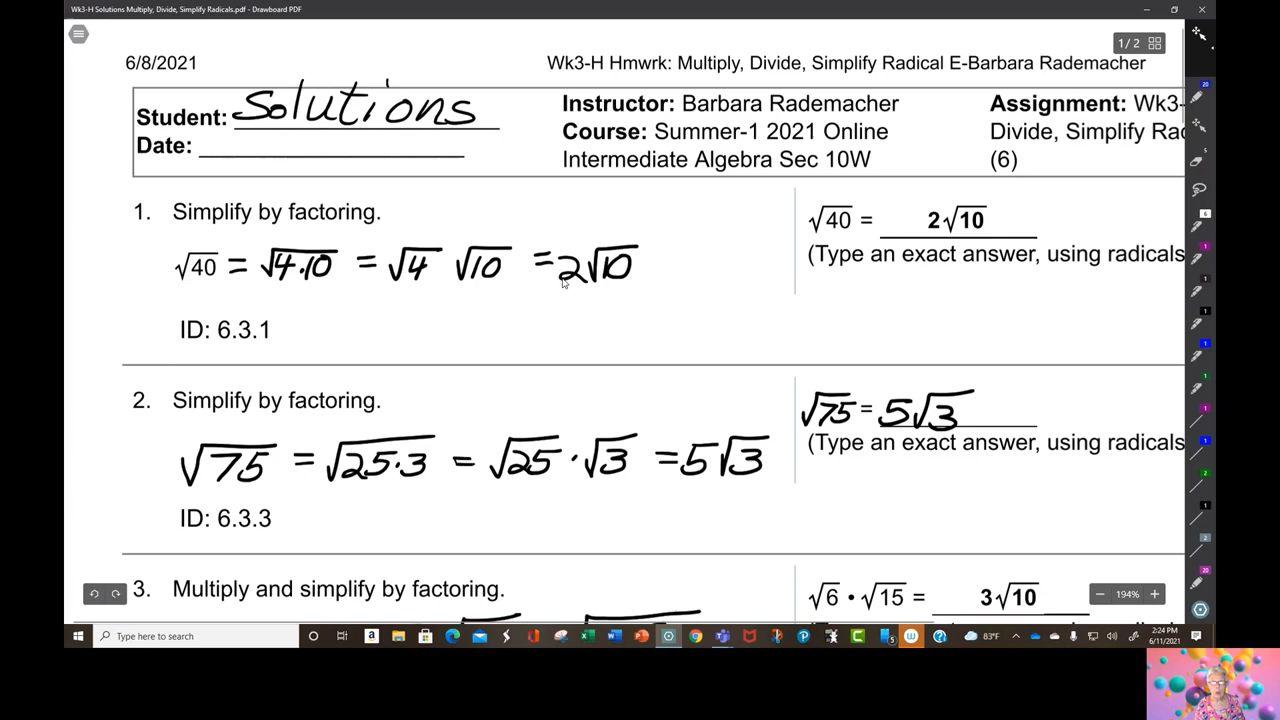 Wk3-H Solutions Multiply, Divide, Simplify Radicals.pdf - Drawboard PDF
1/2
6/8/2021 Wk3-H Hmwrk: Multiply, Divide, Simplify Radical E-Barbara Rademacher
Student: Solutions
Date:
Instructor: Barbara Rademacher
Course: Summer-1 2021 Online
Intermediate Algebra Sec 10W
Assignment: Wk3-
Divide, Simplify Rad
(6)
1. Simplify by factoring.
√40 = √4·10 = √4 √10 = 2√10
ID: 6.3.1
√40 = 2√10
(Type an exact answer, using radicals
2. Simplify by factoring.
√75 = √25·3 = √25 · √3 = 5√3
ID: 6.3.3
√75 = 5√3
(Type an exact answer, using radicals
3. Multiply and simplify by factoring.
√6 • √15 = 3√10
194%
Type here to search
83°F
2:24 PM
6/11/2021